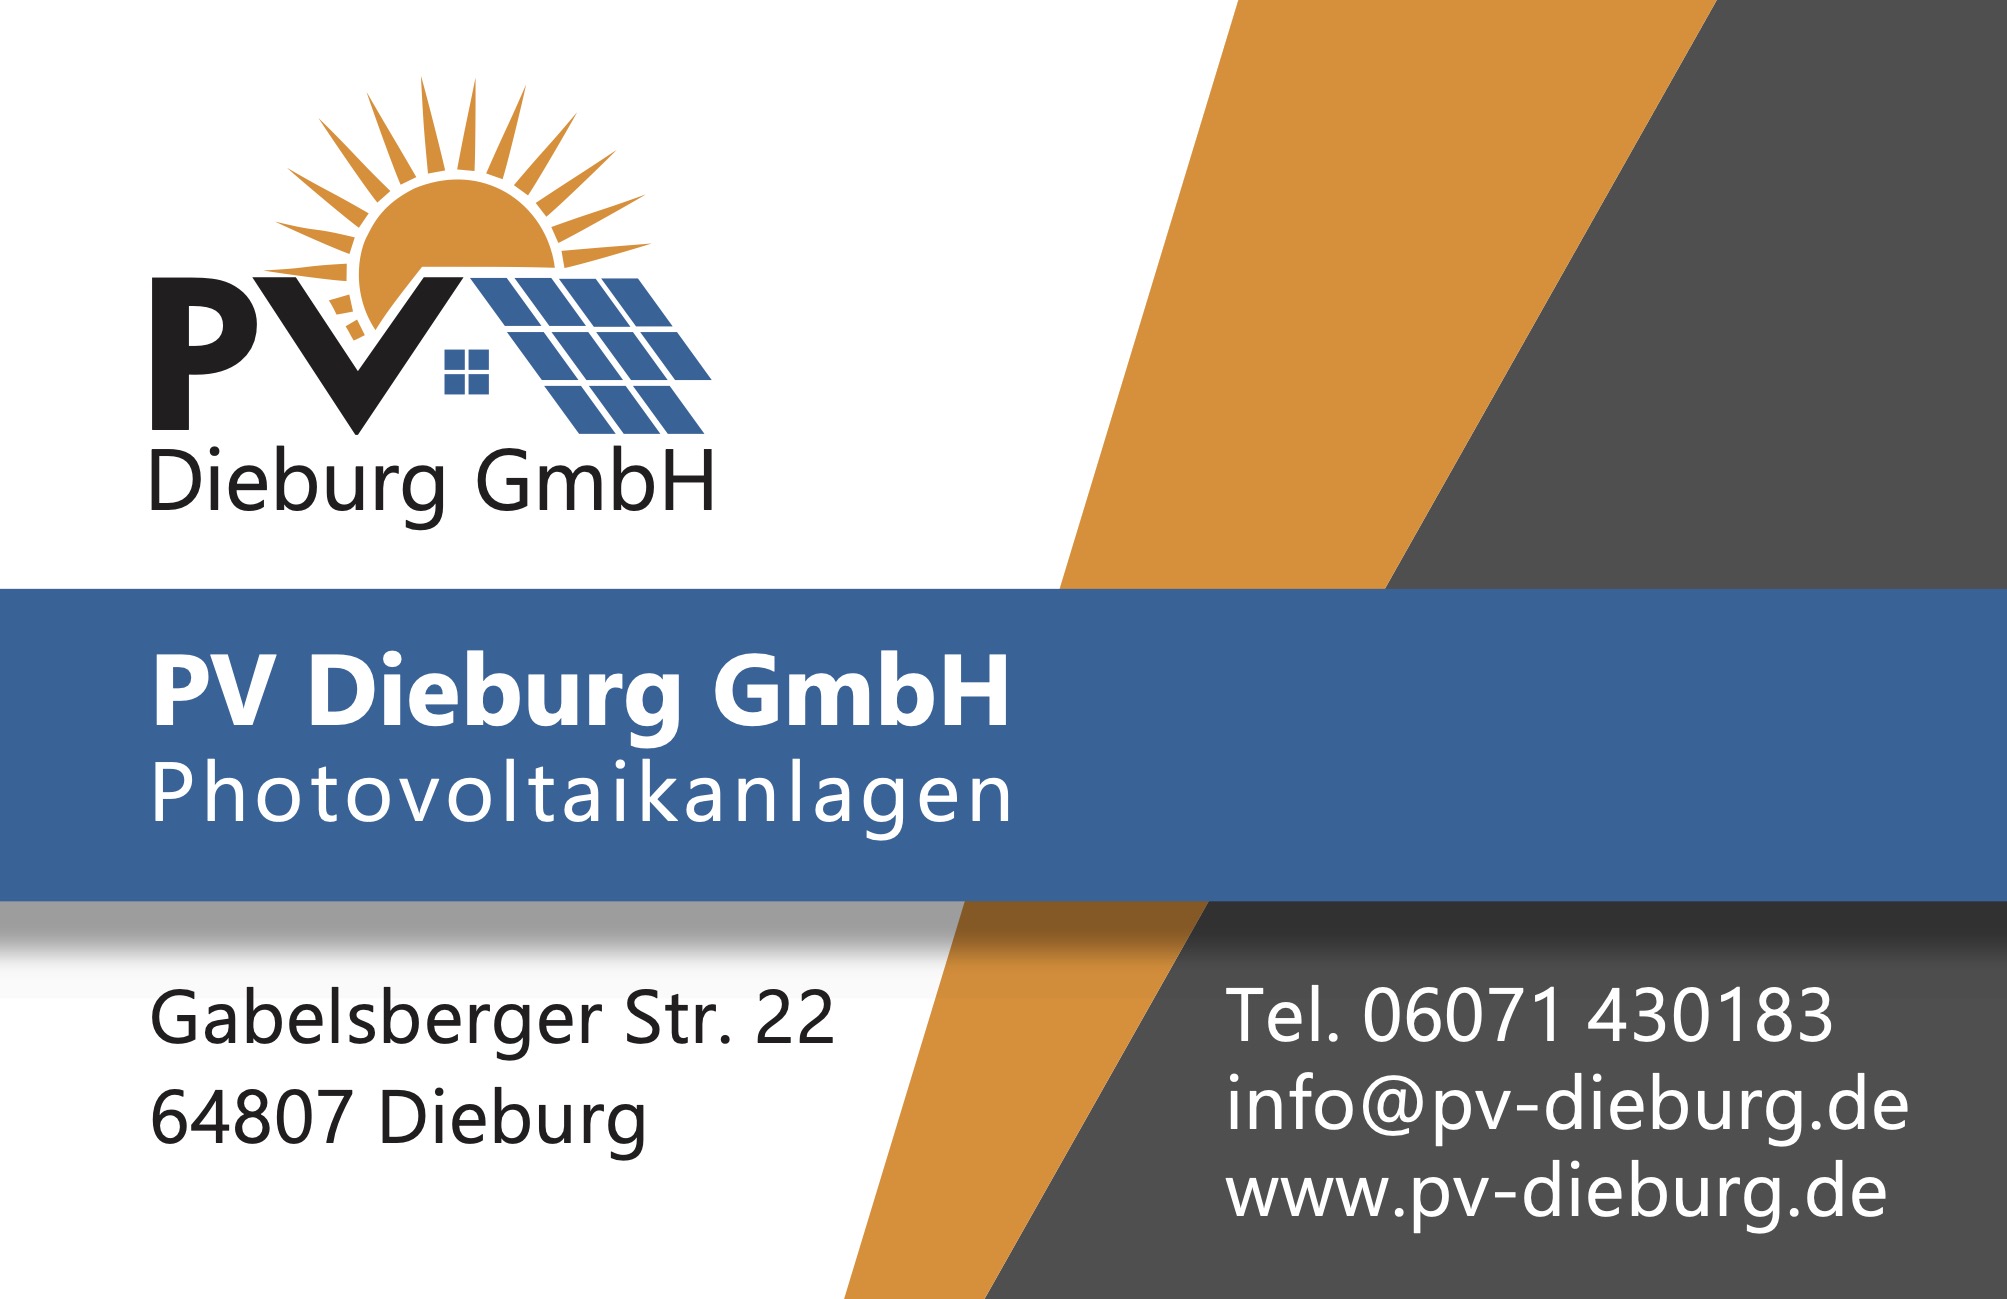 PV
Dieburg GmbH
PV Dieburg GmbH
Photovoltaikanlagen
Gabelsberger Str. 22
64807 Dieburg
Tel. 06071 430183
info@pv-dieburg.de
www.pv-dieburg.de